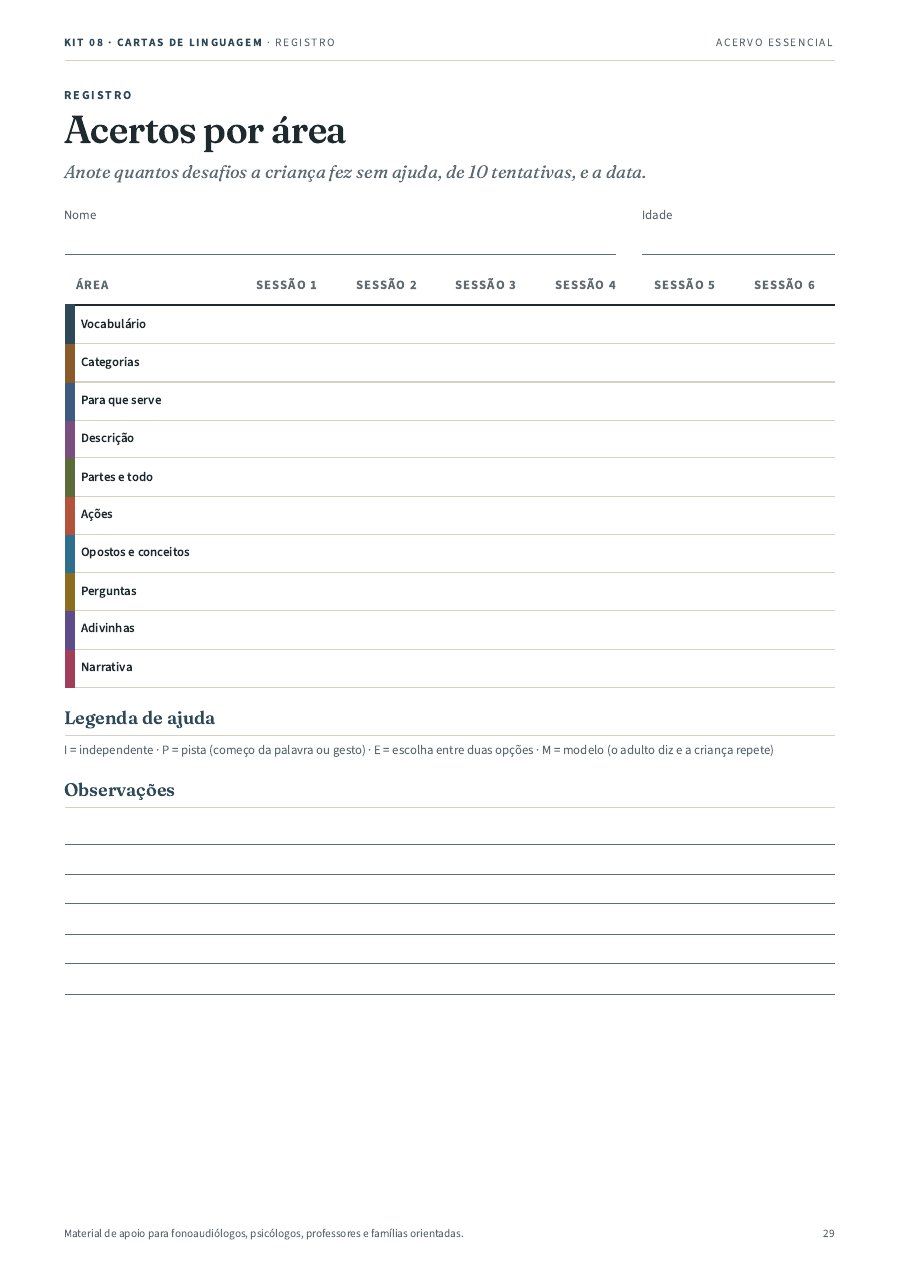 KIT 08 · CARTAS DE LINGUAGEM · REGISTRO ACERVO ESSENCIAL
REGISTRO
Acertos por área
Anote quantos desafios a criança fez sem ajuda, de 10 tentativas, e a data.
Nome Idade
ÁREA SESSÃO 1 SESSÃO 2 SESSÃO 3 SESSÃO 4 SESSÃO 5 SESSÃO 6
Vocabulário
Categorias
Para que serve
Descrição
Partes e todo
Ações
Opostos e conceitos
Perguntas
Adivinhas
Narrativa
Legenda de ajuda
I = independente · P = pista (começo da palavra ou gesto) · E = escolha entre duas opções · M = modelo (o adulto diz e a criança repete)
Observações
Material de apoio para fonoaudiólogos, psicólogos, professores e famílias orientadas. 29